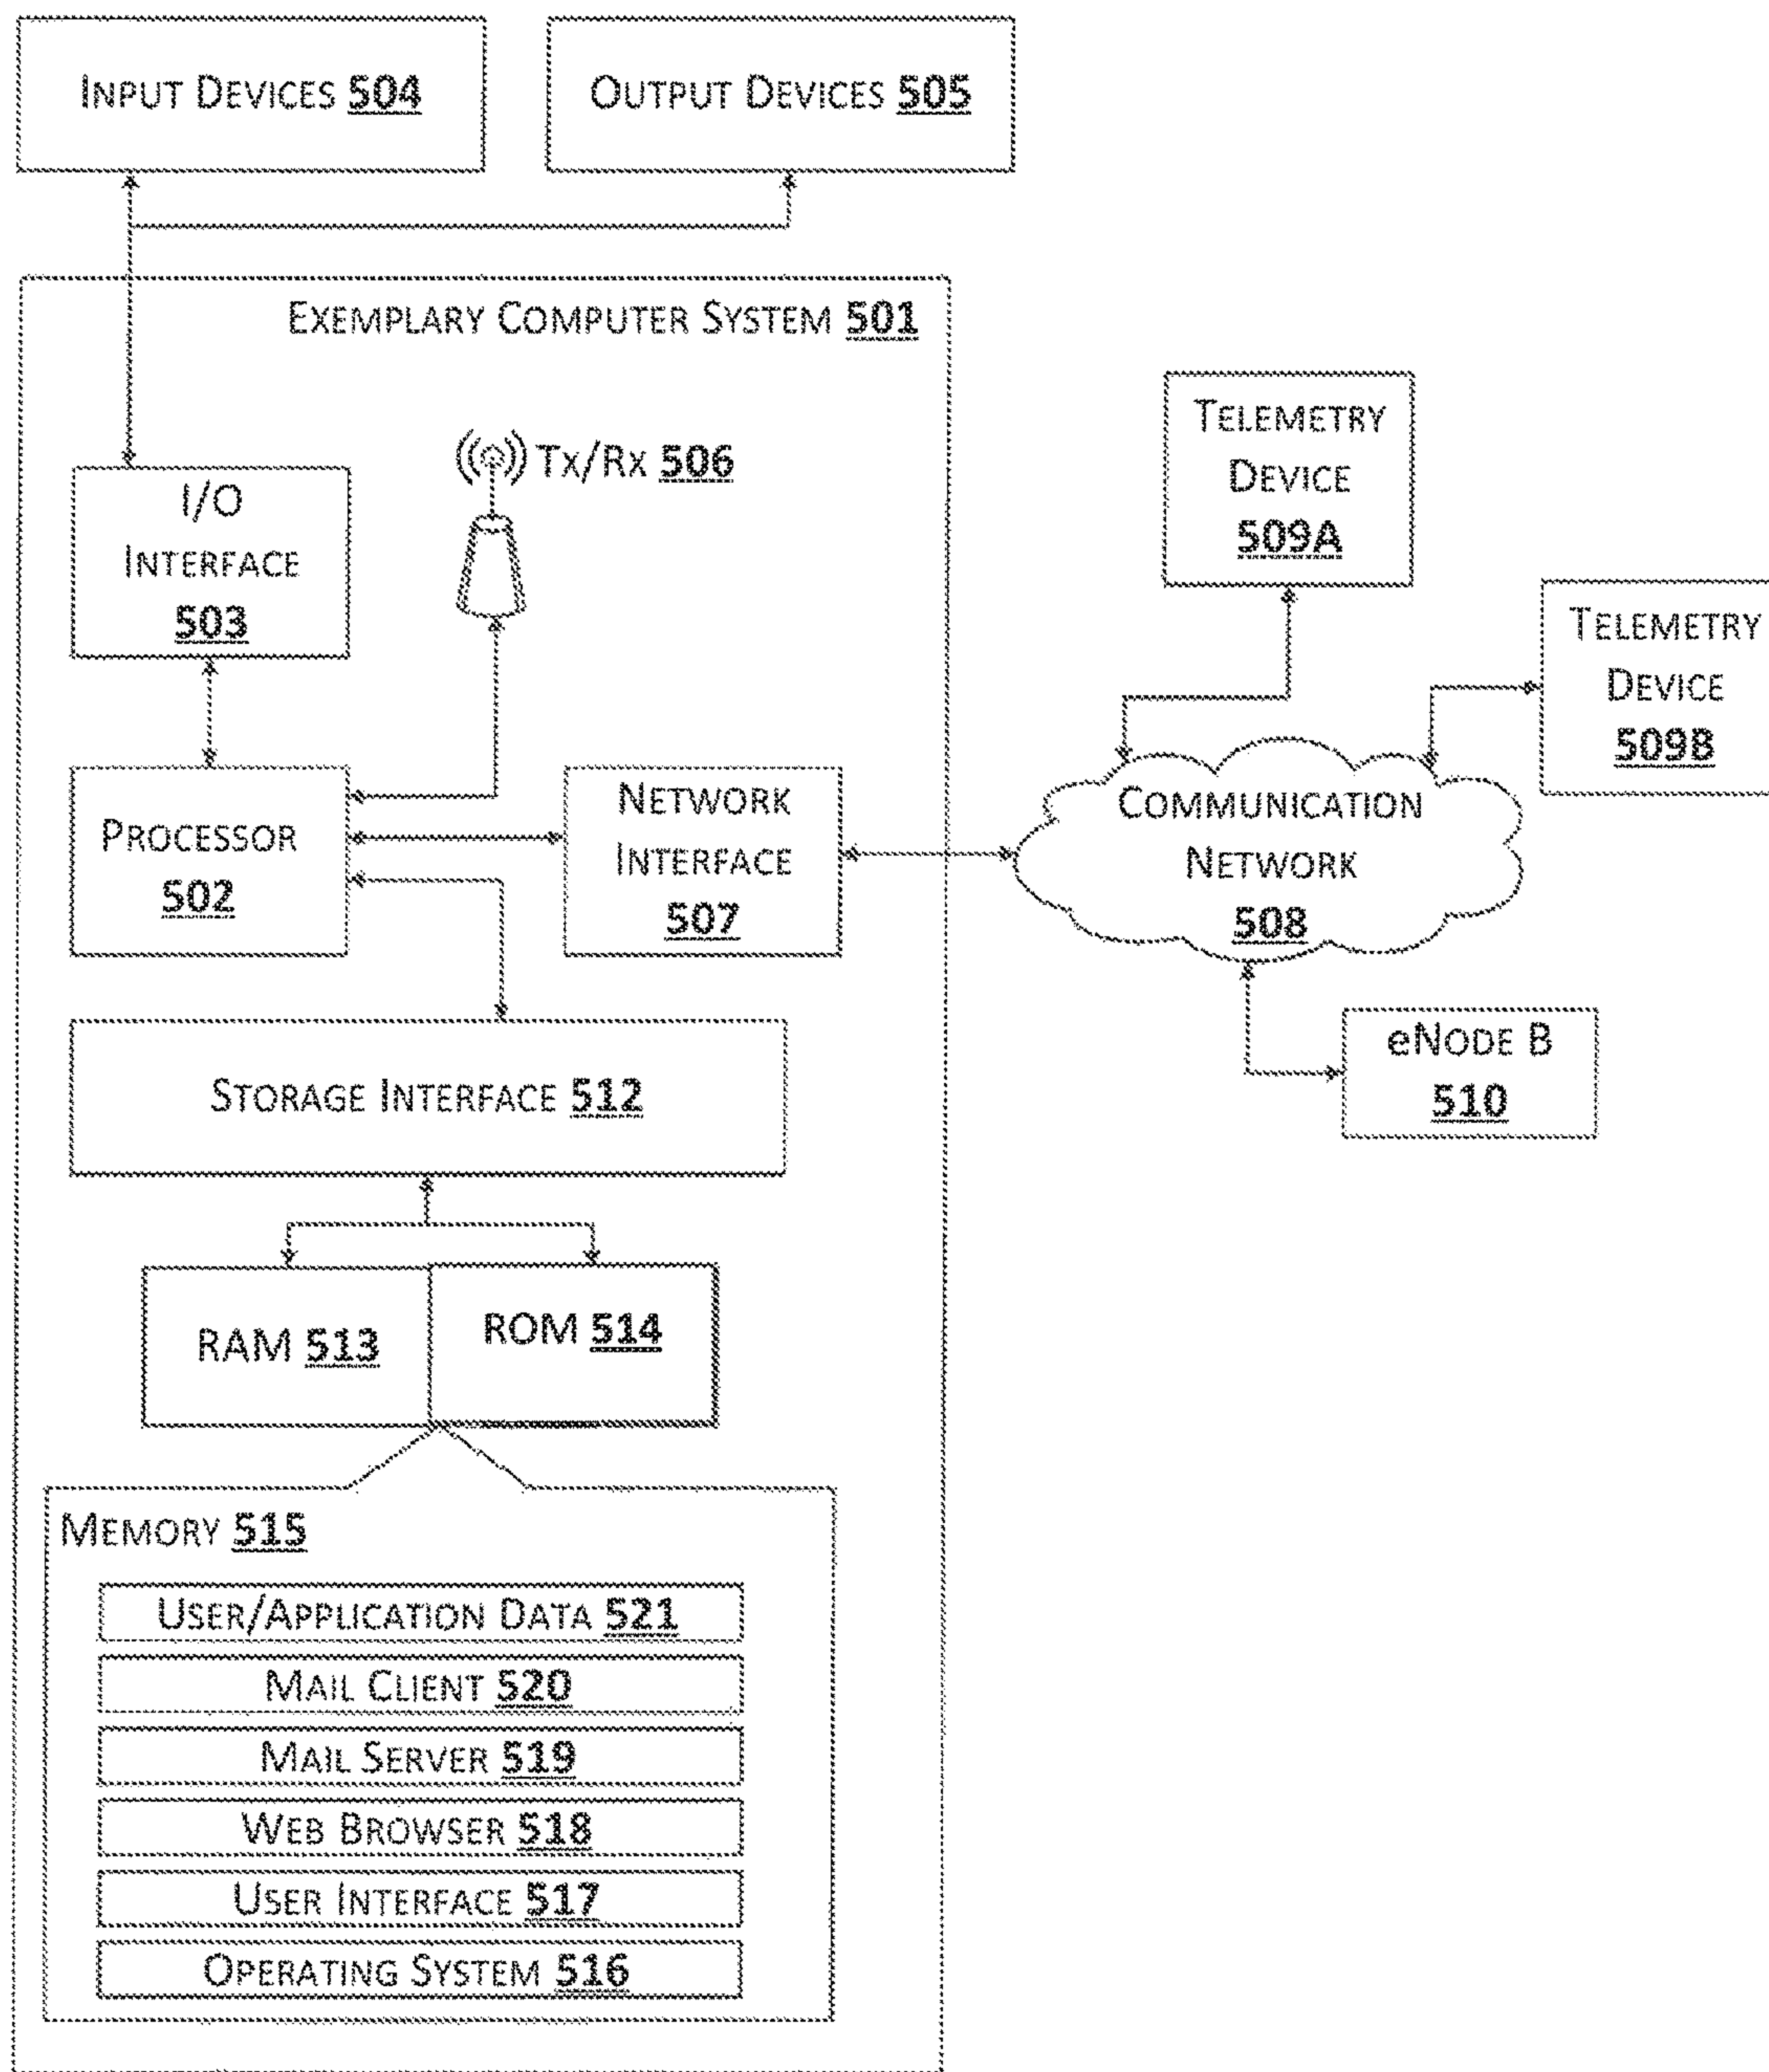 INPUT DEVICES 504
OUTPUT DEVICES 505
EXEMPLARY COMPUTER SYSTEM 501
I/O
INTERFACE
503
Tx/Rx 506
TELEMETRY
DEVICE
509A
TELEMETRY
DEVICE
509B
PROCESSOR
502
NETWORK
INTERFACE
507
COMMUNICATION
NETWORK
508
eNODE B
510
STORAGE INTERFACE 512
RAM 513
ROM 514
MEMORY 515
USER/APPLICATION DATA 521
MAIL CLIENT 520
MAIL SERVER 519
WEB BROWSER 518
USER INTERFACE 517
OPERATING SYSTEM 516